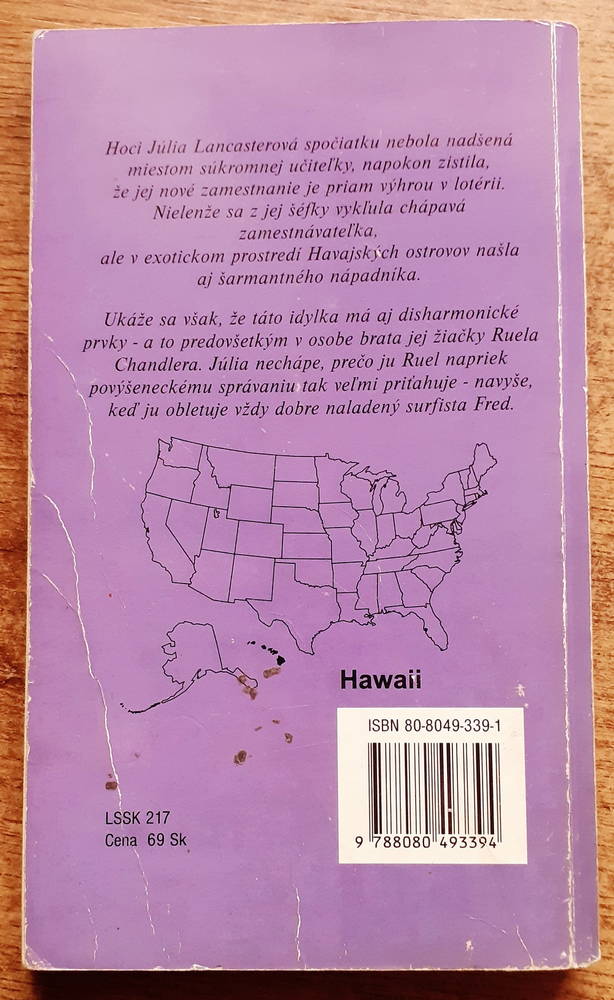 Hoci Júlia Lancasterová spočiatku nebola nadšená
miestom súkromnej učiteľky, napokon zistila,
že jej nové zamestnanie je priam výhrou v lotérii.
Nielenže sa z jej šéfky vykľula chápavá
zamestnávateľka,
ale v exotickom prostredí Havajských ostrovov našla
aj šarmantného nápadníka.
Ukáže sa však, že táto idylka má aj disharmonické
prvky - a to predovšetkým v osobe brata jej žiačky Ruela
Chandlera. Júlia nechápe, prečo ju Ruel napriek
povýšeneckému správaniu tak veľmi priťahuje - navyše,
keď ju obletuje vždy dobre naladený surfista Fred.
Hawaii
ISBN 80-8049-339-1
9 788080 493394
LSSK 217
Cena 69 Sk